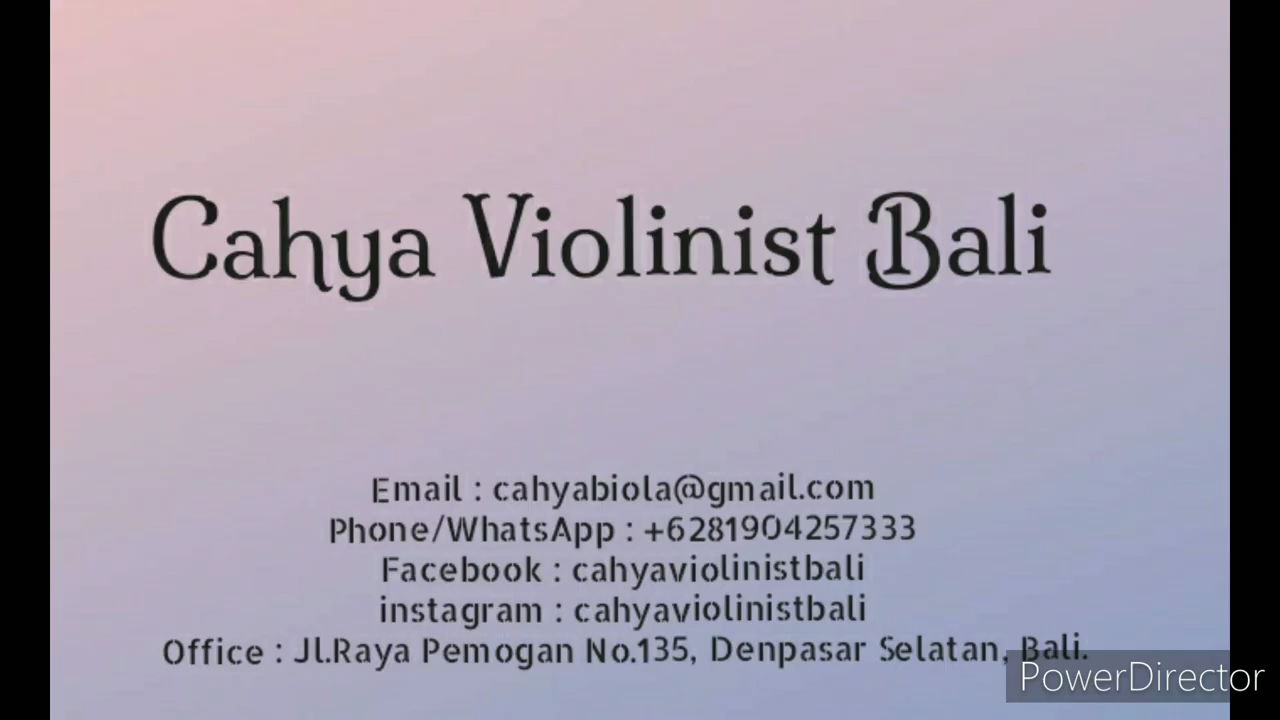 Cahya Violinist Bali
Email : cahyabiola@gmail.com
Phone/WhatsApp : +6281904257333
Facebook : cahyaviolinistbali
instagram : cahyaviolinistbali
Office : Jl.Raya Pemogan No.135, Denpasar Selatan, Bali.
PowerDirector